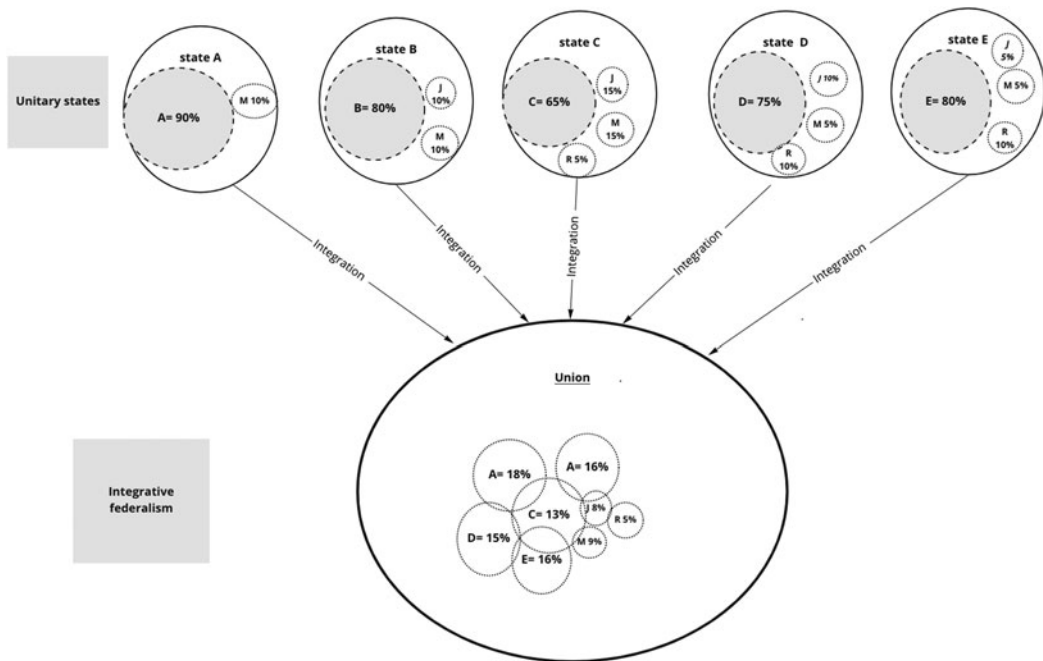 Unitary states
state A
A= 90%
M 10%
state B
B= 80%
J
10%
M
10%
state C
C= 65%
J
15%
M
15%
R 5%
state D
D= 75%
J 10%
M 5%
R
10%
state E
E= 80%
J
5%
M 5%
R
10%
Integration
Integration
Integration
Integration
Integration
Union
Integrative
federalism
A= 18%
A= 16%
C= 13%
J 8%
R 5%
D= 15%
M 9%
E= 16%